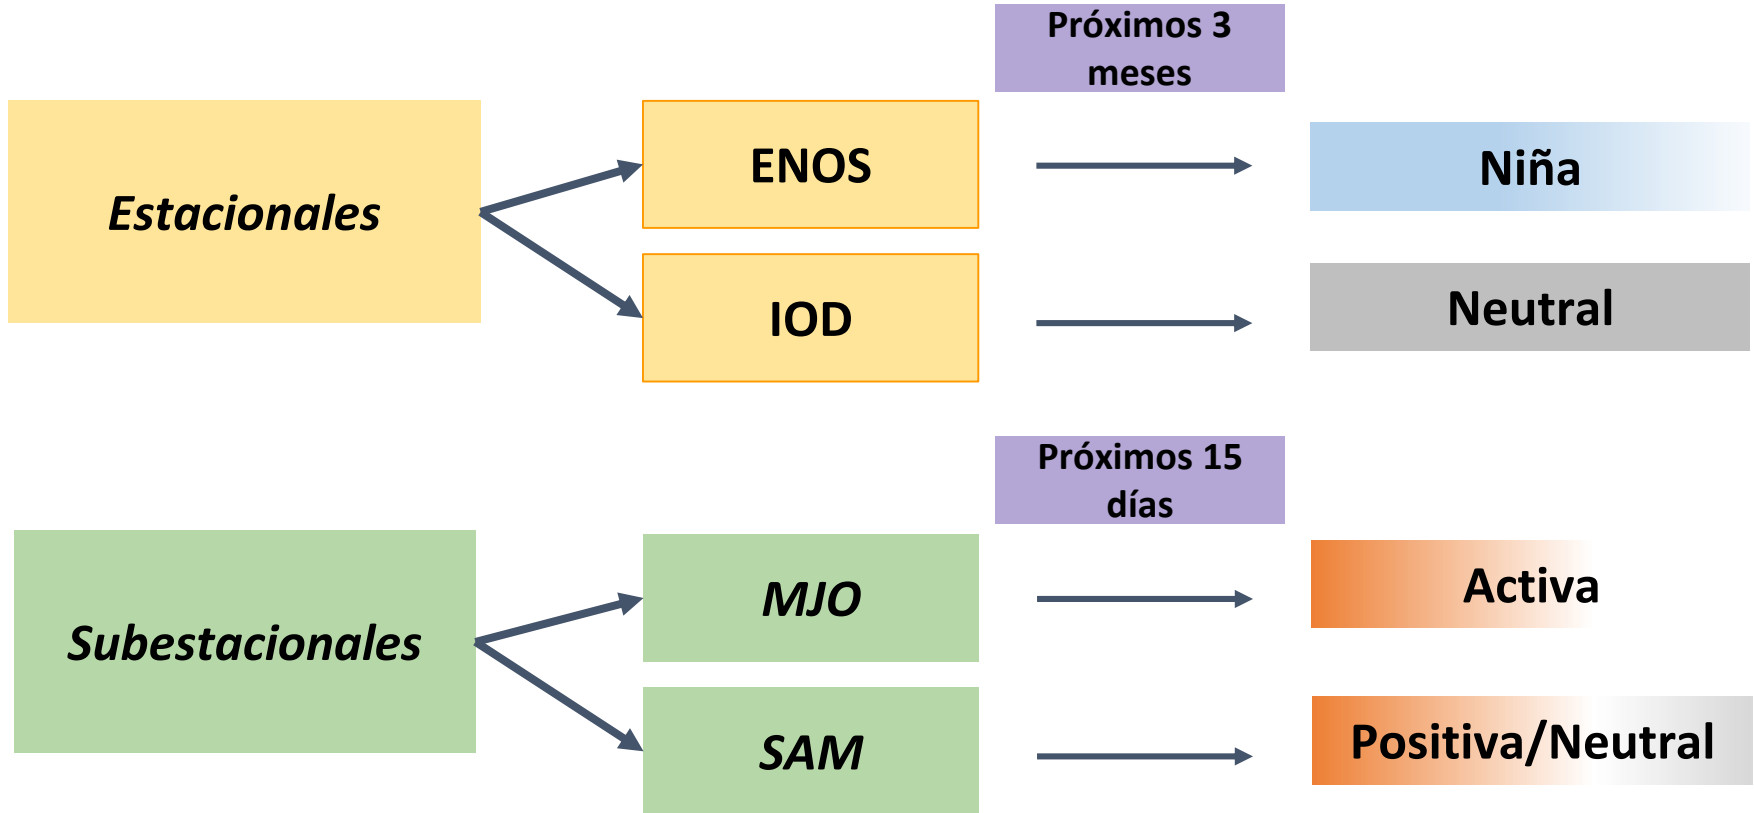 Próximos 3
meses
Estacionales
ENOS
Niña
IOD
Neutral
Próximos 15
días
Subestacionales
MJO
Activa
SAM
Positiva/Neutral